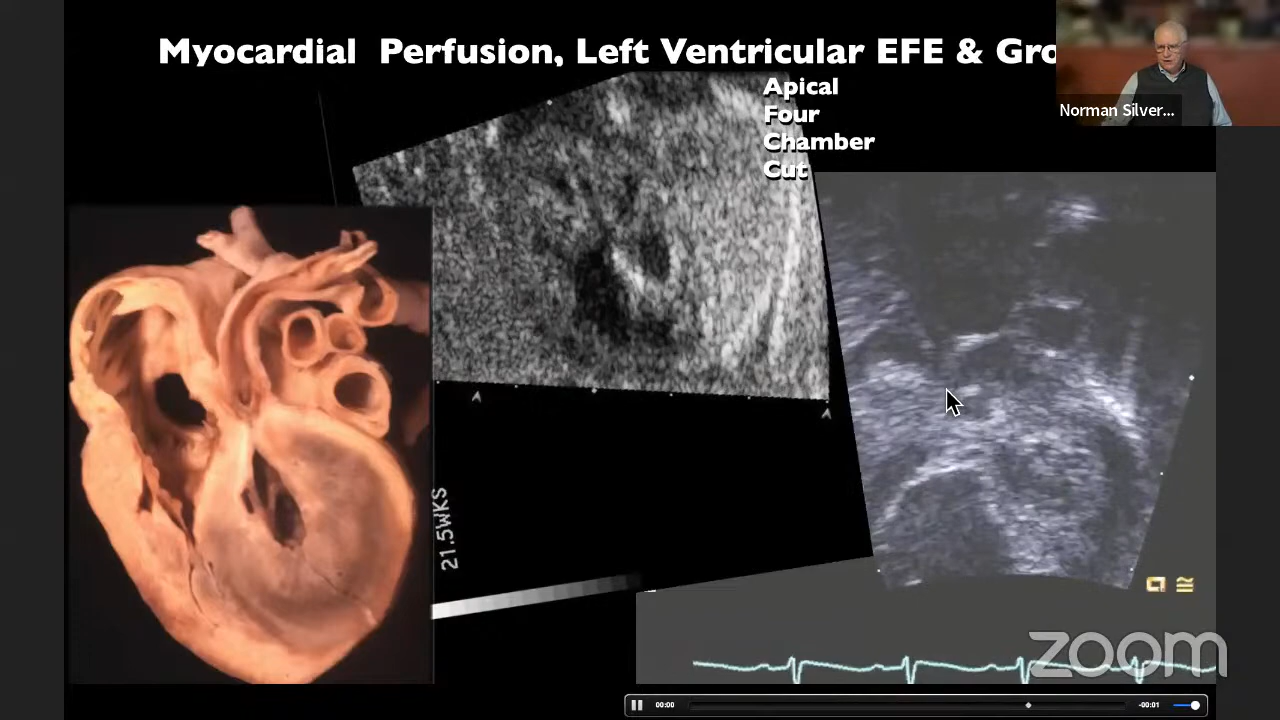 Myocardial Perfusion, Left Ventricular EFE & Gro
Apical
Four
Chamber
Cut
Norman Silver...
21.5WKS
zoom
00:00
-00:01